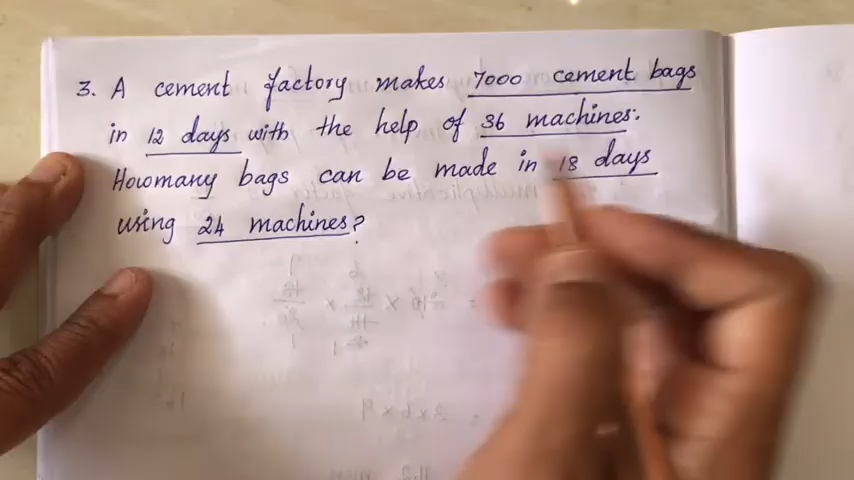 3. A cement factory makes 7000 cement bags
in 12 days with the help of 36 machines.
Howmany bags can be made in 18 days
using 24 machines?